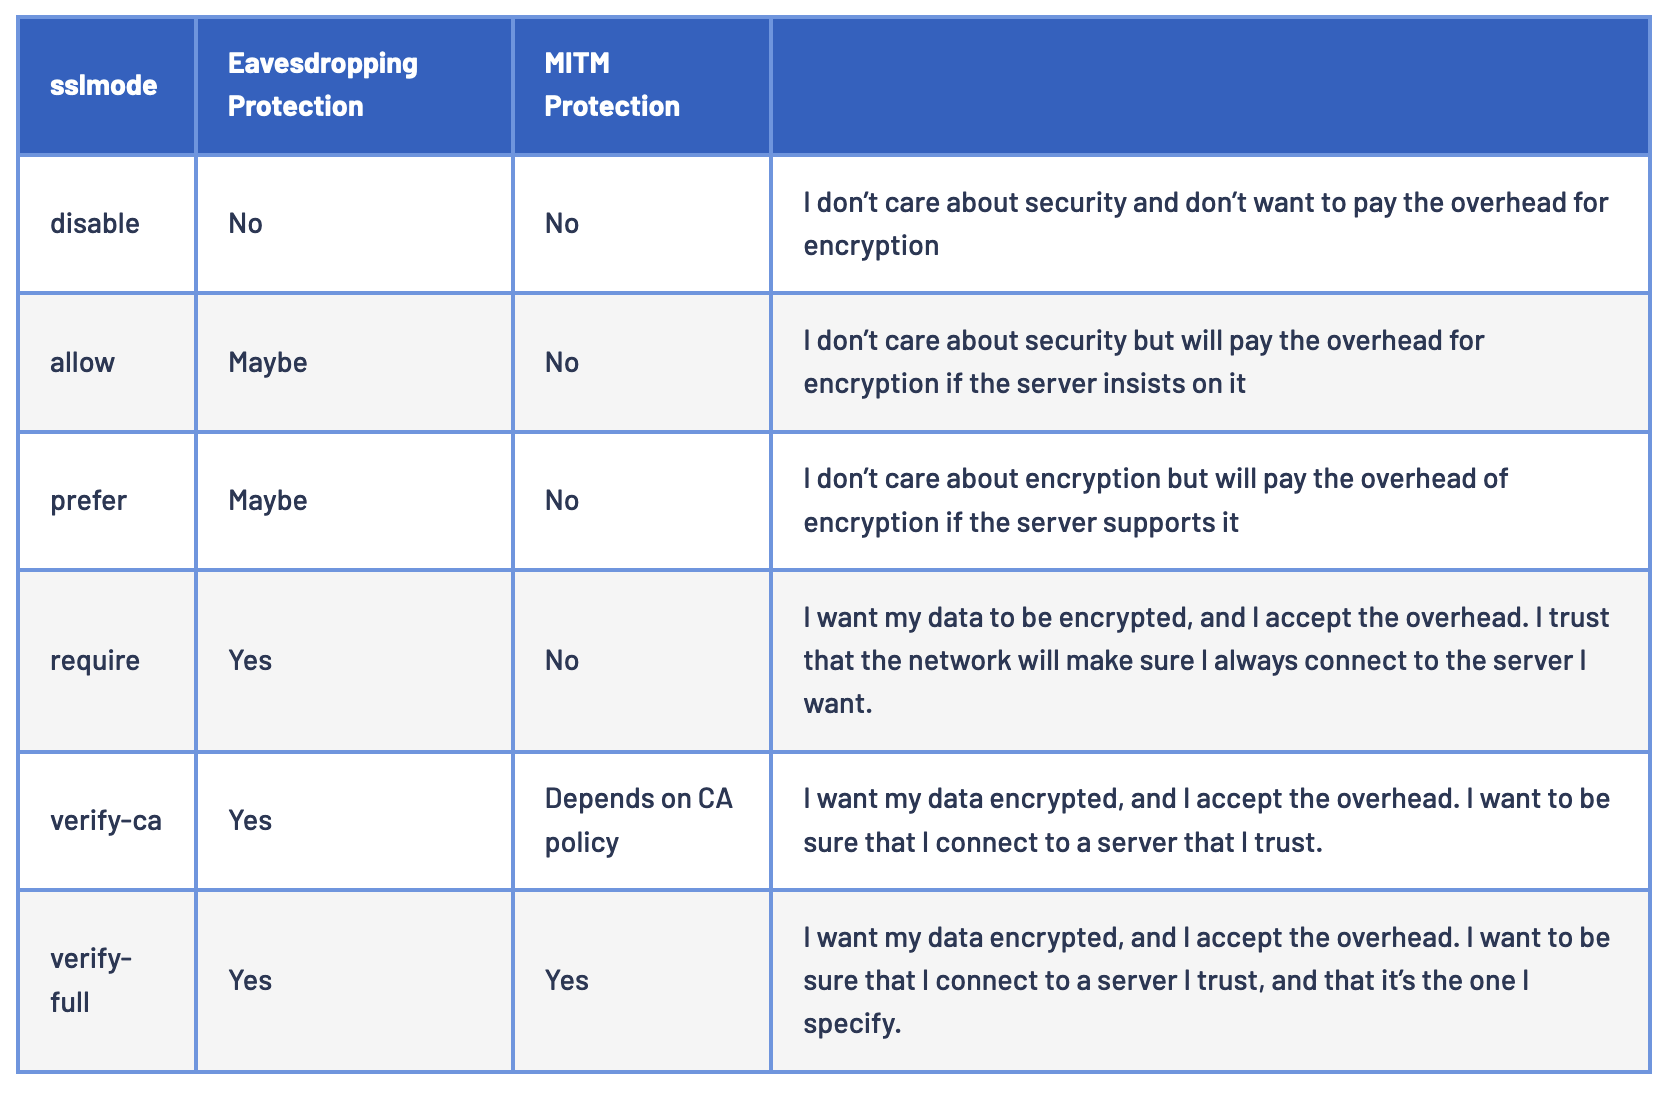 sslmode
Eavesdropping
Protection
MITM
Protection
disable
No
No
I don’t care about security and don’t want to pay the overhead for
encryption
allow
Maybe
No
I don’t care about security but will pay the overhead for
encryption if the server insists on it
prefer
Maybe
No
I don’t care about encryption but will pay the overhead of
encryption if the server supports it
require
Yes
No
I want my data to be encrypted, and I accept the overhead. I trust
that the network will make sure I always connect to the server I
want.
verify-ca
Yes
Depends on CA
policy
I want my data encrypted, and I accept the overhead. I want to be
sure that I connect to a server that I trust.
verify-
full
Yes
Yes
I want my data encrypted, and I accept the overhead. I want to be
sure that I connect to a server I trust, and that it’s the one I
specify.